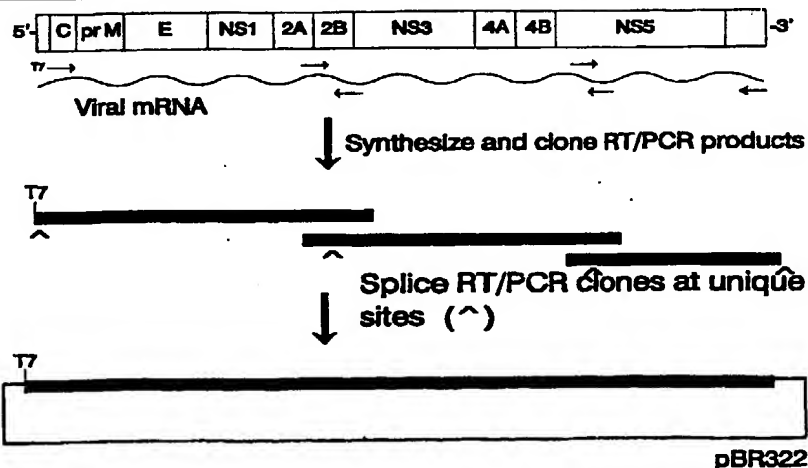 5'- C pr M E NS1 2A 2B NS3 4A 4B NS5 -3'
T7
Viral mRNA
Synthesize and clone RT/PCR products
T7
^
^
^ ^
Splice RT/PCR clones at unique
sites (^)
T7
pBR322